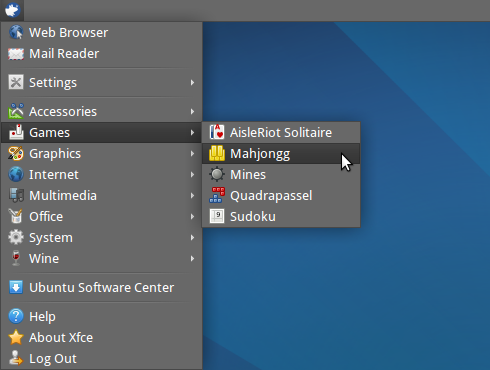 Web Browser
Mail Reader
Settings
Accessories
Games
Graphics
Internet
Multimedia
Office
System
Wine
Ubuntu Software Center
Help
About Xfce
Log Out
AisleRiot Solitaire
Mahjongg
Mines
Quadrapassel
Sudoku